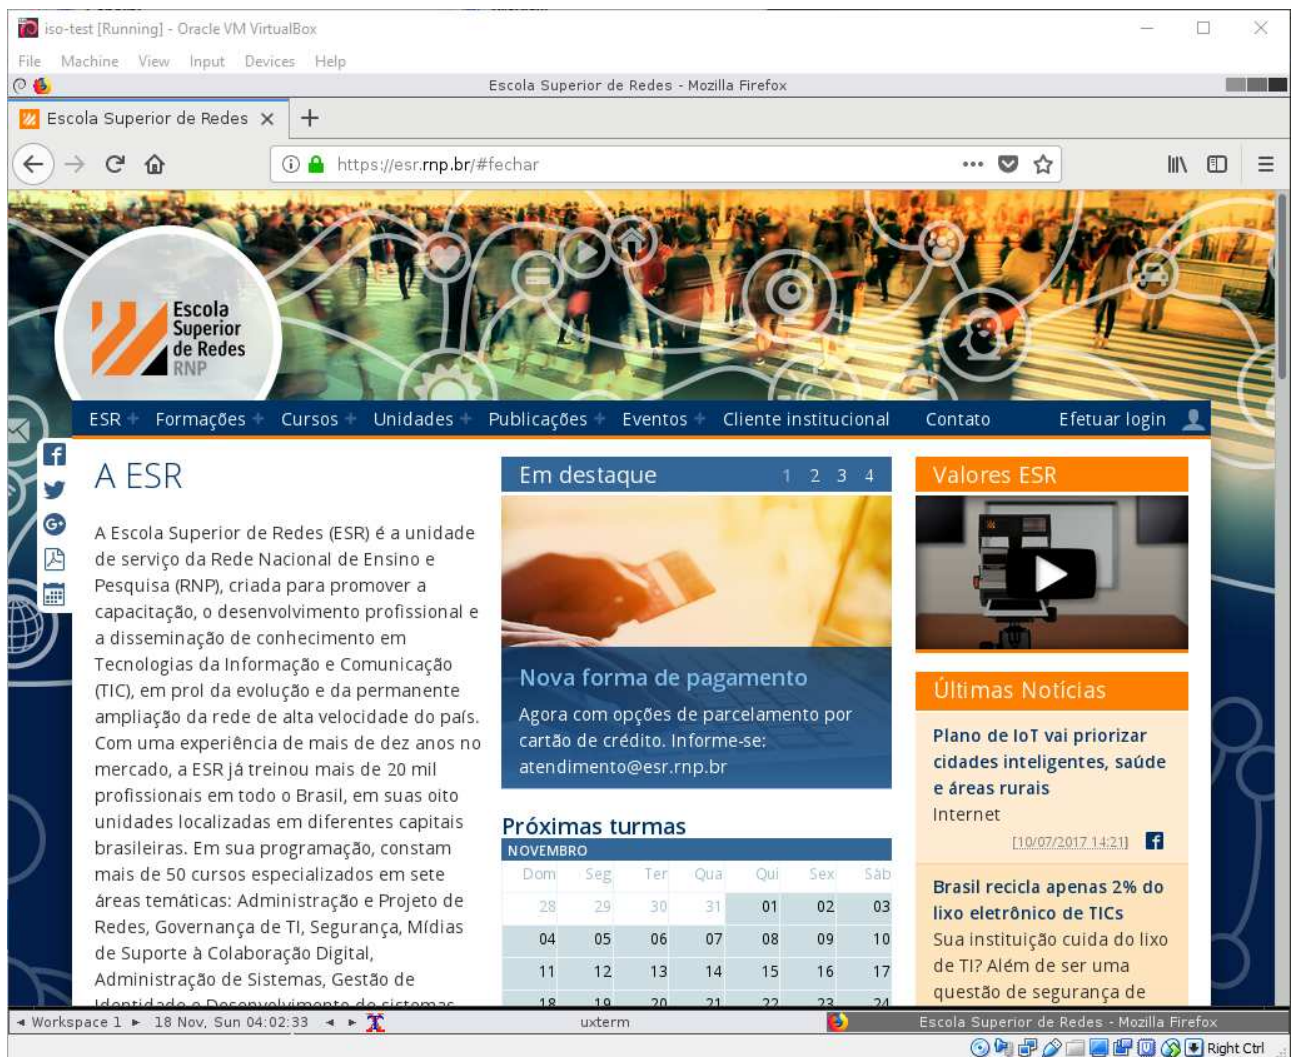 iso-test [Running] - Oracle VM VirtualBox
File Machine View Input Devices Help
Escola Superior de Redes - Mozilla Firefox
Escola Superior de Redes
https://esr.rnp.br/#fechar
Escola
Superior
de Redes
RNP
ESR + Formações + Cursos + Unidades + Publicações + Eventos + Cliente institucional Contato Efetuar login
A ESR
A Escola Superior de Redes (ESR) é a unidade
de serviço da Rede Nacional de Ensino e
Pesquisa (RNP), criada para promover a
capacitação, o desenvolvimento profissional e
a disseminação de conhecimento em
Tecnologias da Informação e Comunicação
(TIC), em prol da evolução e da permanente
ampliação da rede de alta velocidade do país.
Com uma experiência de mais de dez anos no
mercado, a ESR já treinou mais de 20 mil
profissionais em todo o Brasil, em suas oito
unidades localizadas em diferentes capitais
brasileiras. Em sua programação, constam
mais de 50 cursos especializados em sete
áreas temáticas: Administração e Projeto de
Redes, Governança de TI, Segurança, Mídias
de Suporte à Colaboração Digital,
Administração de Sistemas, Gestão de
Identidade e Desenvolvimento de sistemas
Em destaque 1 2 3 4
Nova forma de pagamento
Agora com opções de parcelamento por
cartão de crédito. Informe-se:
atendimento@esr.rnp.br
Próximas turmas
NOVEMBRO
Dom Seg Ter Qua Qui Sex Sáb
28 29 30 31 01 02 03
04 05 06 07 08 09 10
11 12 13 14 15 16 17
18 19 20 21 22 23 24
Valores ESR
Últimas Notícias
Plano de IoT vai priorizar
cidades inteligentes, saúde
e áreas rurais
Internet
[10/07/2017 14:21]
Brasil recicla apenas 2% do
lixo eletrônico de TICs
Sua instituição cuida do lixo
de TI? Além de ser uma
questão de segurança de
Workspace 1 18 Nov, Sun 04:02:33 uxterm Escola Superior de Redes - Mozilla Firefox
Right Ctrl